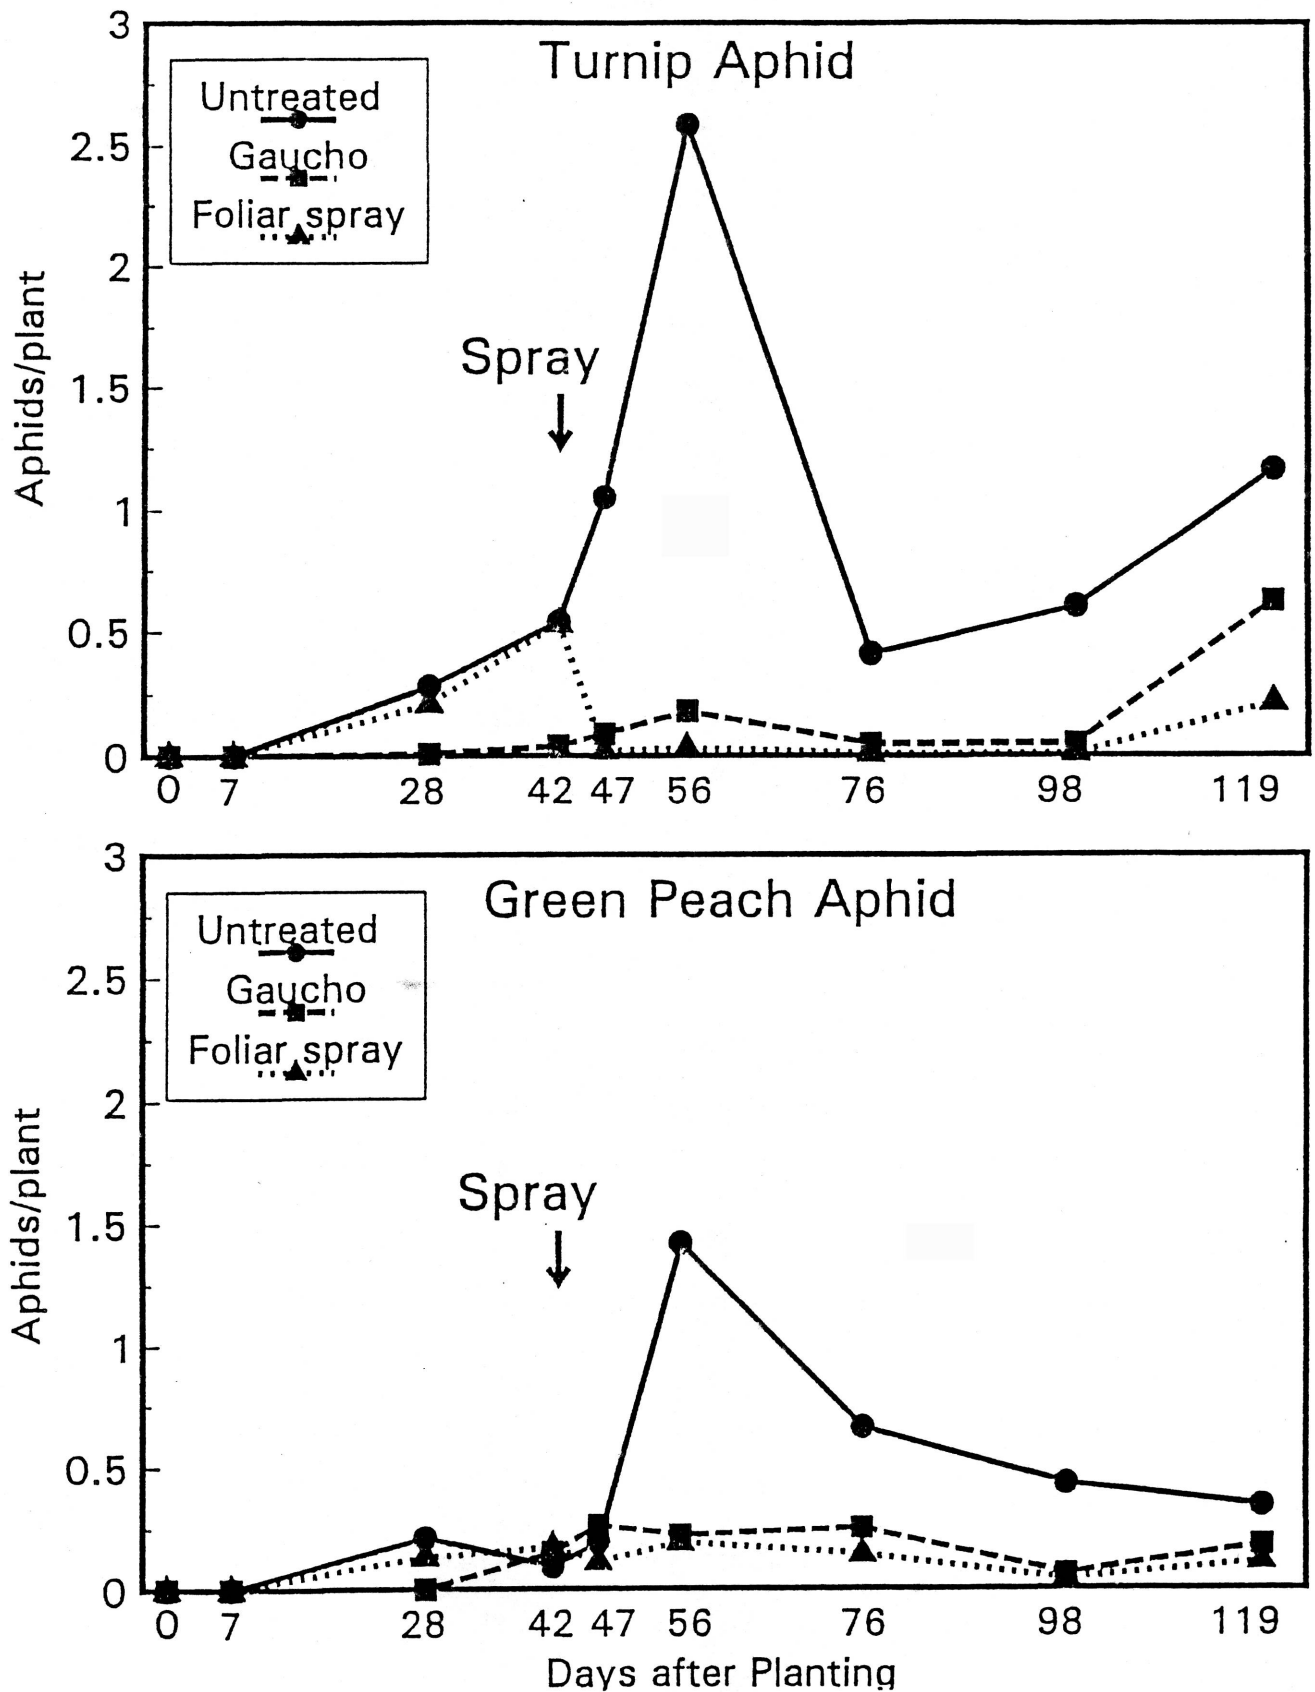 Turnip Aphid
Untreated
Gaucho
Foliar spray
Spray
Aphids/plant
3
2.5
2
1.5
1
0.5
0
0 7 28 42 47 56 76 98 119
Green Peach Aphid
Untreated
Gaucho
Foliar spray
Spray
Aphids/plant
3
2.5
2
1.5
1
0.5
0
0 7 28 42 47 56 76 98 119
Days after Planting